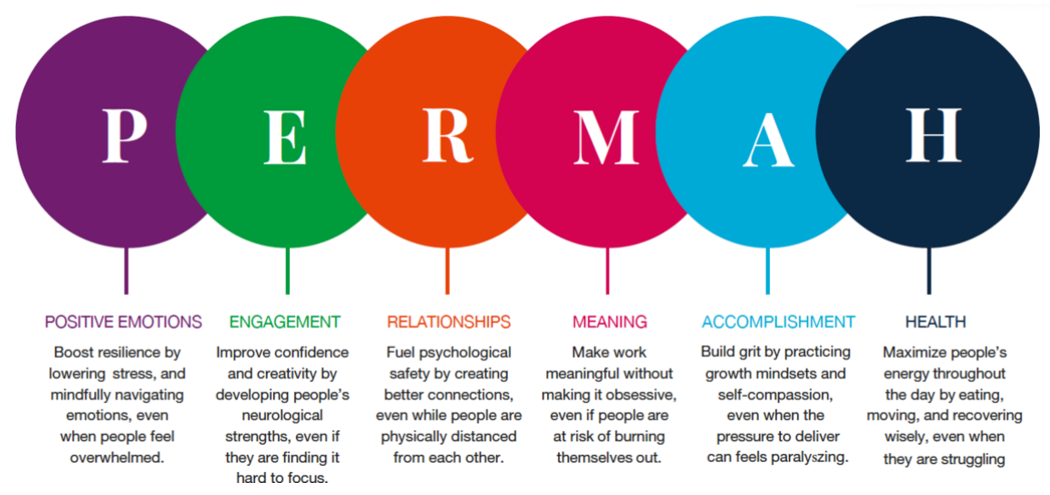 P
E
R
M
A
H
POSITIVE EMOTIONS
Boost resilience by
lowering stress, and
mindfully navigating
emotions, even
when people feel
overwhelmed.
ENGAGEMENT
Improve confidence
and creativity by
developing people's
neurological
strengths, even if
they are finding it
hard to focus.
RELATIONSHIPS
Fuel psychological
safety by creating
better connections,
even while people are
physically distanced
from each other.
MEANING
Make work
meaningful without
making it obsessive,
even if people are
at risk of burning
themselves out.
ACCOMPLISHMENT
Build grit by practicing
growth mindsets and
self-compassion,
even when the
pressure to deliver
can feels paralyszing.
HEALTH
Maximize people's
energy throughout
the day by eating,
moving, and recovering
wisely, even when
they are struggling